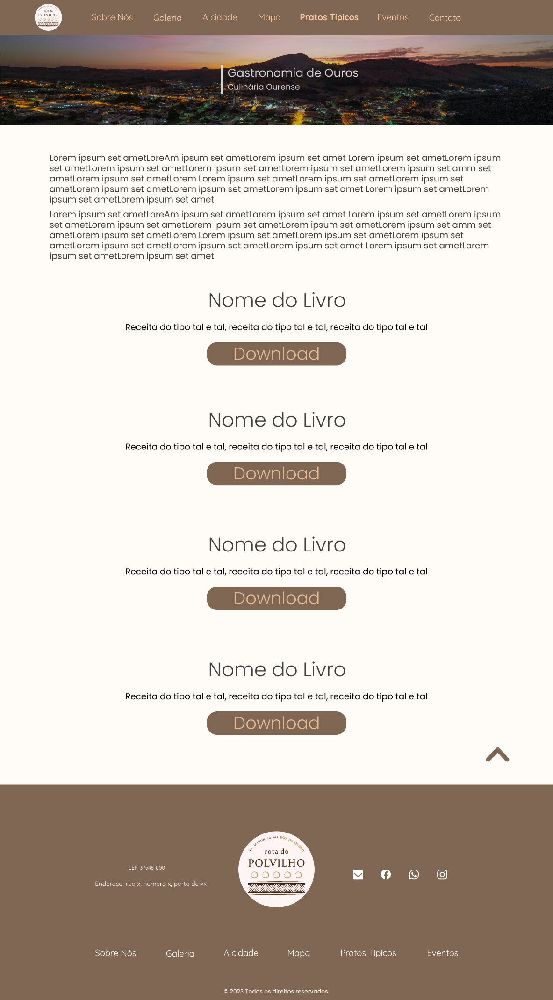 rota do
POLVILHO
Sobre Nós
Galeria
A cidade
Mapa
Pratos Típicos
Eventos
Contato
Gastronomia de Ouros
Culinária Ourense
Lorem ipsum set ametLoreAm ipsum set ametLorem ipsum set amet Lorem ipsum set ametLorem ipsum
set ametLorem ipsum set ametLorem ipsum set ametLorem ipsum set ametLorem ipsum set amm set
ametLorem ipsum set ametLorem Lorem ipsum set ametLorem ipsum set ametLorem ipsum set
ametLorem ipsum set ametLorem ipsum set ametLorem ipsum set amet Lorem ipsum set ametLorem
ipsum set ametLorem ipsum set amet
Lorem ipsum set ametLoreAm ipsum set ametLorem ipsum set amet Lorem ipsum set ametLorem ipsum
set ametLorem ipsum set ametLorem ipsum set ametLorem ipsum set ametLorem ipsum set amm set
ametLorem ipsum set ametLorem Lorem ipsum set ametLorem ipsum set ametLorem ipsum set
ametLorem ipsum set ametLorem ipsum set ametLorem ipsum set amet Lorem ipsum set ametLorem
ipsum set ametLorem ipsum set amet
Nome do Livro
Receita do tipo tal e tal, receita do tipo tal e tal, receita do tipo tal e tal
Download
Nome do Livro
Receita do tipo tal e tal, receita do tipo tal e tal, receita do tipo tal e tal
Download
Nome do Livro
Receita do tipo tal e tal, receita do tipo tal e tal, receita do tipo tal e tal
Download
Nome do Livro
Receita do tipo tal e tal, receita do tipo tal e tal, receita do tipo tal e tal
Download
CEP: 37548-000
Endereço: rua x, numero x, perto de xx
DA MANDIOCA AO PÃO DE QUEIJO
rota do
POLVILHO
Sobre Nós
Galeria
A cidade
Mapa
Pratos Típicos
Eventos
© 2023 Todos os direitos reservados.